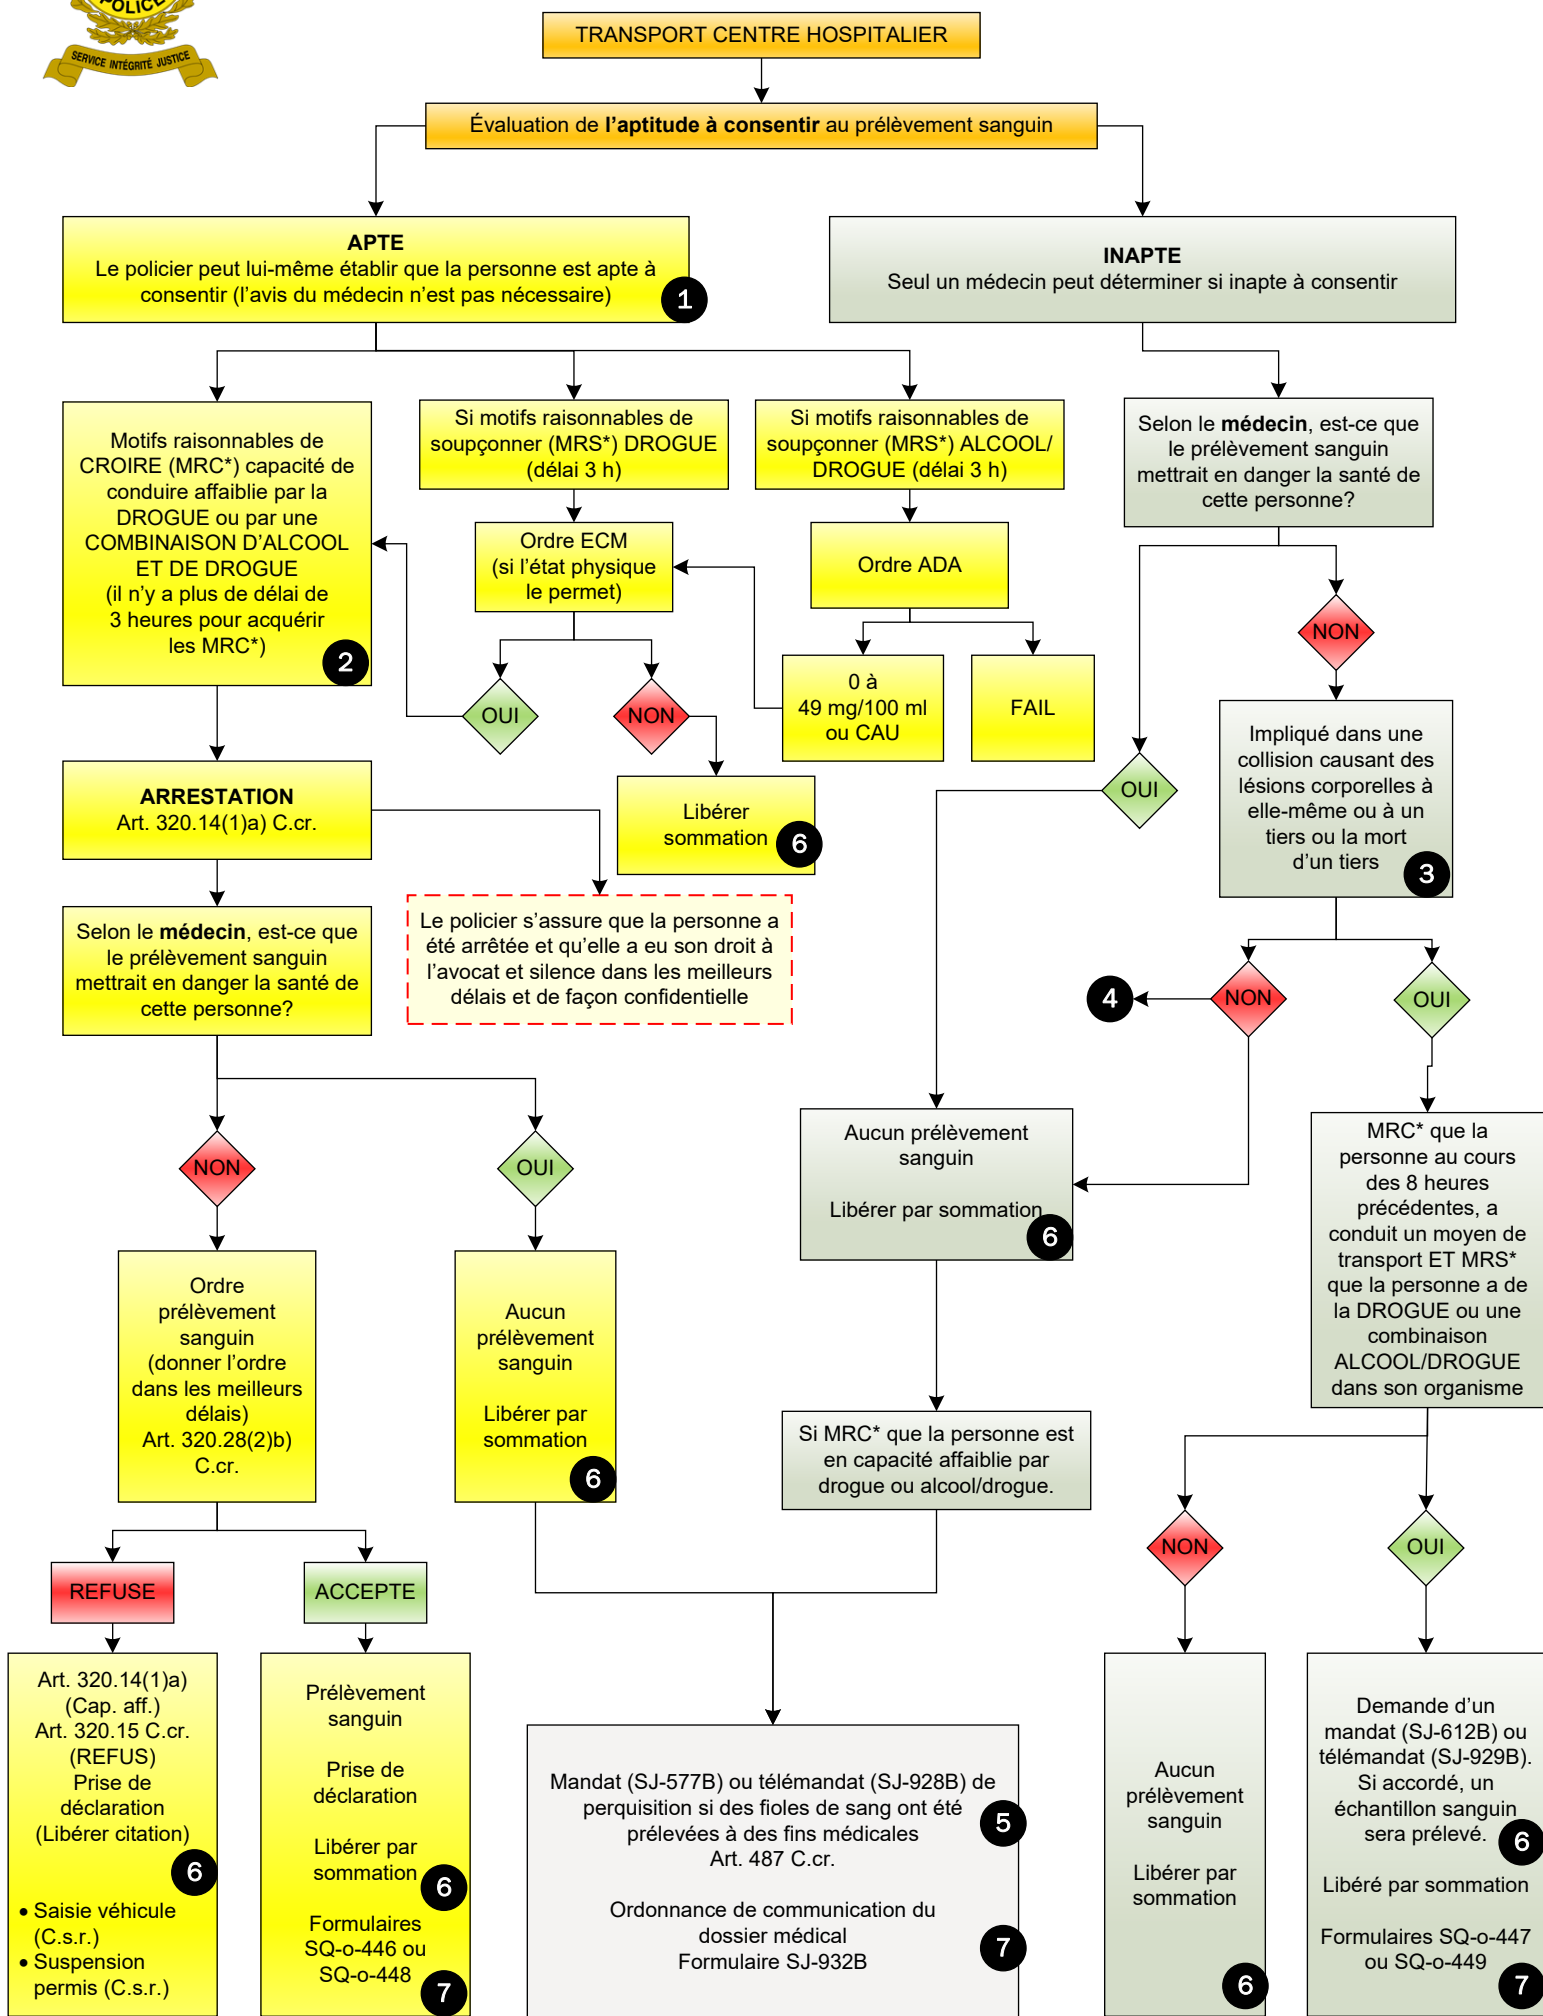 POLICE
SERVICE INTÉGRITÉ JUSTICE
TRANSPORT CENTRE HOSPITALIER
Évaluation de l'aptitude à consentir au prélèvement sanguin
APTE
Le policier peut lui-même établir que la personne est apte à
consentir (l'avis du médecin n'est pas nécessaire)
1
INAPTE
Seul un médecin peut déterminer si inapte à consentir
Motifs raisonnables de
CROIRE (MRC*) capacité de
conduire affaiblie par la
DROGUE ou par une
COMBINAISON D'ALCOOL
ET DE DROGUE
(il n'y a plus de délai de
3 heures pour acquérir
les MRC*)
2
Si motifs raisonnables de
soupçonner (MRS*) DROGUE
(délai 3 h)
Si motifs raisonnables de
soupçonner (MRS*) ALCOOL/
DROGUE (délai 3 h)
Selon le médecin, est-ce que
le prélèvement sanguin
mettrait en danger la santé de
cette personne?
Ordre ECM
(si l'état physique
le permet)
Ordre ADA
NON
OUI
NON
0 à
49 mg/100 ml
ou CAU
FAIL
Impliqué dans une
collision causant des
lésions corporelles à
elle-même ou à un
tiers ou la mort
d'un tiers
3
OUI
ARRESTATION
Art. 320.14(1)a) C.cr.
Libérer
sommation
6
Selon le médecin, est-ce que
le prélèvement sanguin
mettrait en danger la santé de
cette personne?
Le policier s'assure que la personne a
été arrêtée et qu'elle a eu son droit à
l'avocat et silence dans les meilleurs
délais et de façon confidentielle
4
NON
OUI
NON
OUI
Aucun prélèvement
sanguin
Libérer par sommation
6
MRC* que la
personne au cours
des 8 heures
précédentes, a
conduit un moyen de
transport ET MRS*
que la personne a de
la DROGUE ou une
combinaison
ALCOOL/DROGUE
dans son organisme
Ordre
prélèvement
sanguin
(donner l'ordre
dans les meilleurs
délais)
Art. 320.28(2)b)
C.cr.
Aucun
prélèvement
sanguin
Libérer par
sommation
6
Si MRC* que la personne est
en capacité affaiblie par
drogue ou alcool/drogue.
NON
OUI
REFUSE
ACCEPTE
Art. 320.14(1)a)
(Cap. aff.)
Art. 320.15 C.cr.
(REFUS)
Prise de
déclaration
(Libérer citation)
6
• Saisie véhicule
(C.s.r.)
• Suspension
permis (C.s.r.)
Prélèvement
sanguin
Prise de
déclaration
Libérer par
sommation
6
Formulaires
SQ-o-446 ou
SQ-o-448
7
Mandat (SJ-577B) ou télémandat (SJ-928B) de
perquisition si des fioles de sang ont été
prélevées à des fins médicales
Art. 487 C.cr.
5
Ordonnance de communication du
dossier médical
Formulaire SJ-932B
7
Aucun
prélèvement
sanguin
Libérer par
sommation
6
Demande d'un
mandat (SJ-612B) ou
télémandat (SJ-929B).
Si accordé, un
échantillon sanguin
sera prélevé.
6
Libéré par sommation
Formulaires SQ-o-447
ou SQ-o-449
7